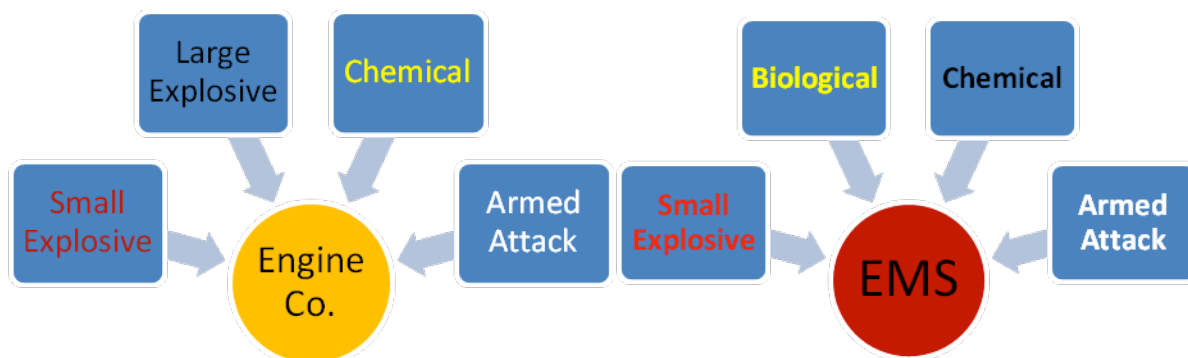 Large
Explosive
Chemical
Small
Explosive
Armed
Attack
Engine
Co.
Biological
Chemical
Small
Explosive
Armed
Attack
EMS